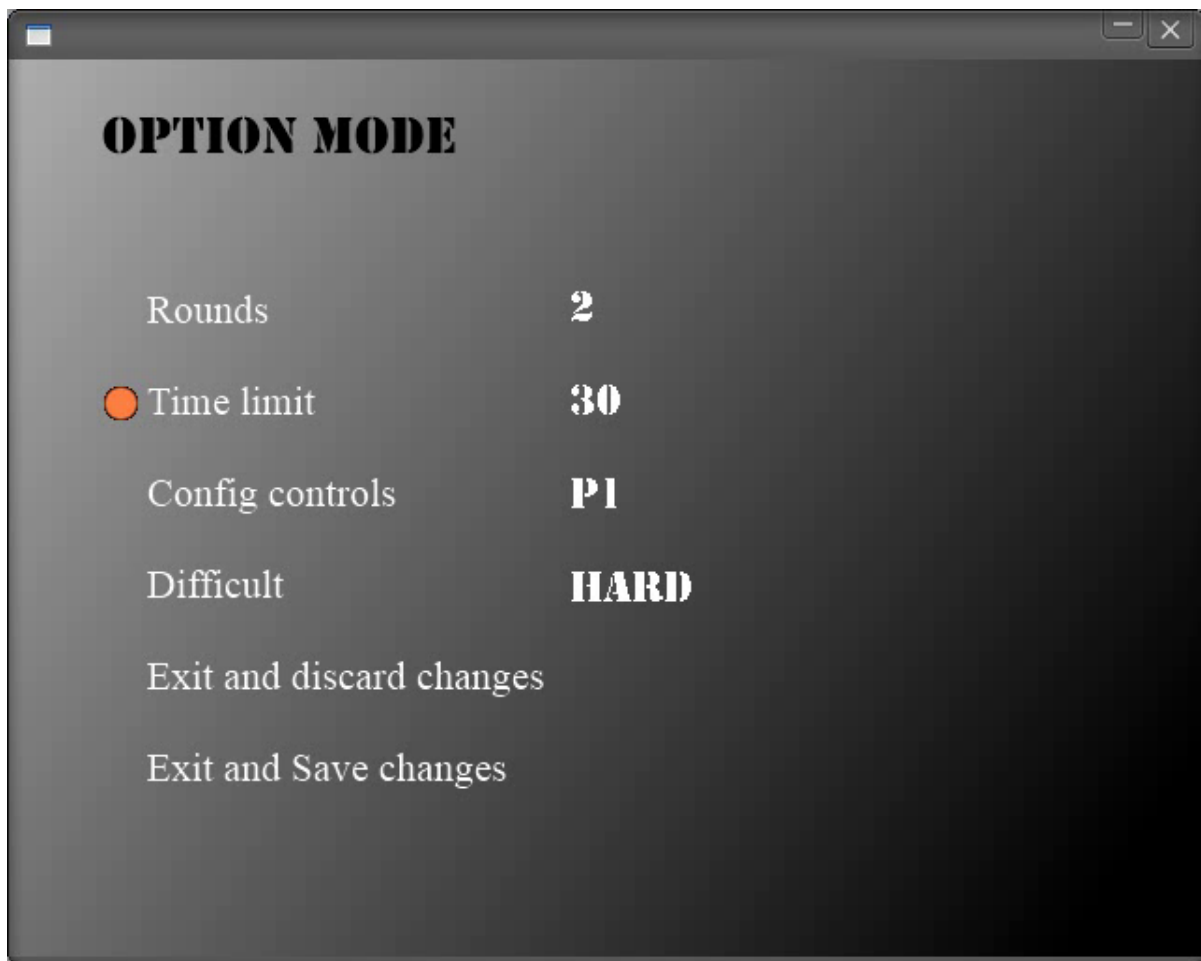 OPTION MODE
Rounds 2
Time limit 30
Config controls P1
Difficult HARD
Exit and discard changes
Exit and Save changes